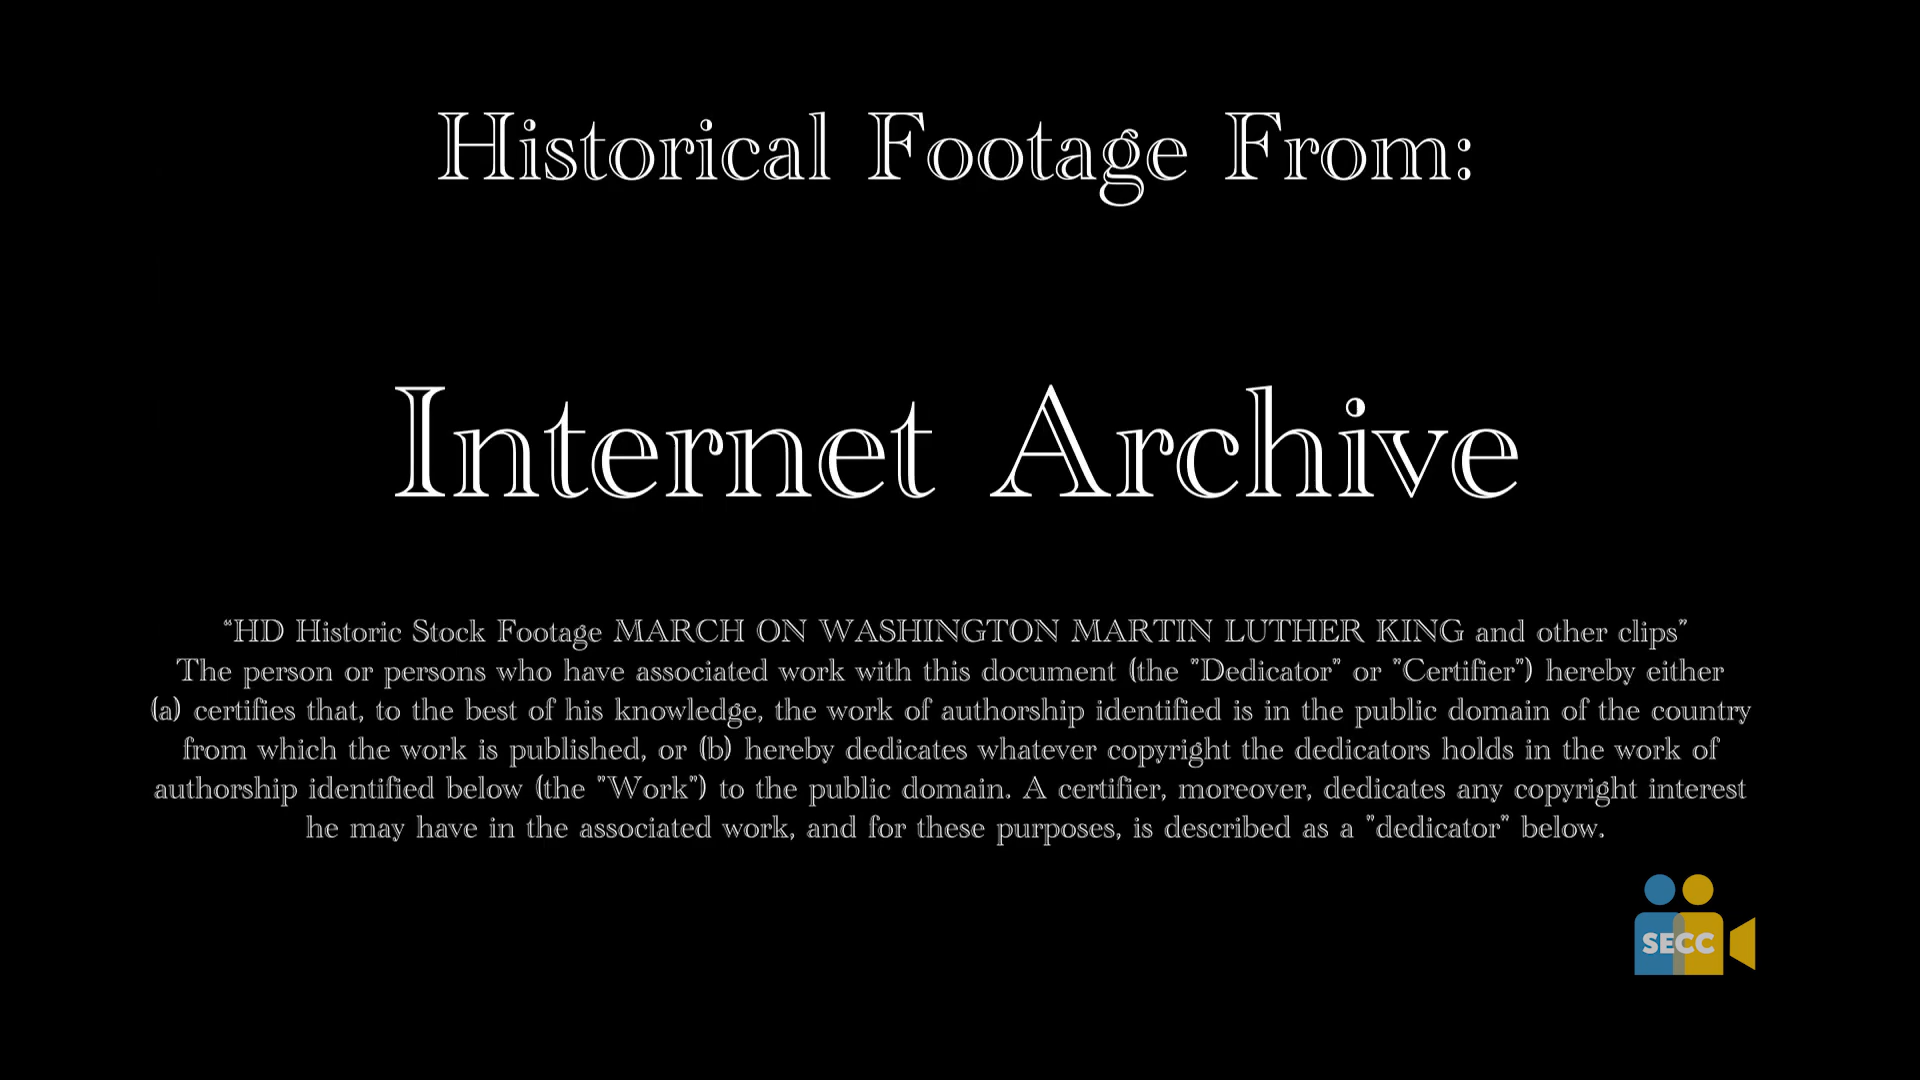 Historical Footage From:
Internet Archive
“HD Historic Stock Footage MARCH ON WASHINGTON MARTIN LUTHER KING and other clips”
The person or persons who have associated work with this document (the "Dedicator" or "Certifier") hereby either
(a) certifies that, to the best of his knowledge, the work of authorship identified is in the public domain of the country
from which the work is published, or (b) hereby dedicates whatever copyright the dedicators holds in the work of
authorship identified below (the "Work") to the public domain. A certifier, moreover, dedicates any copyright interest
he may have in the associated work, and for these purposes, is described as a "dedicator" below.
SECC